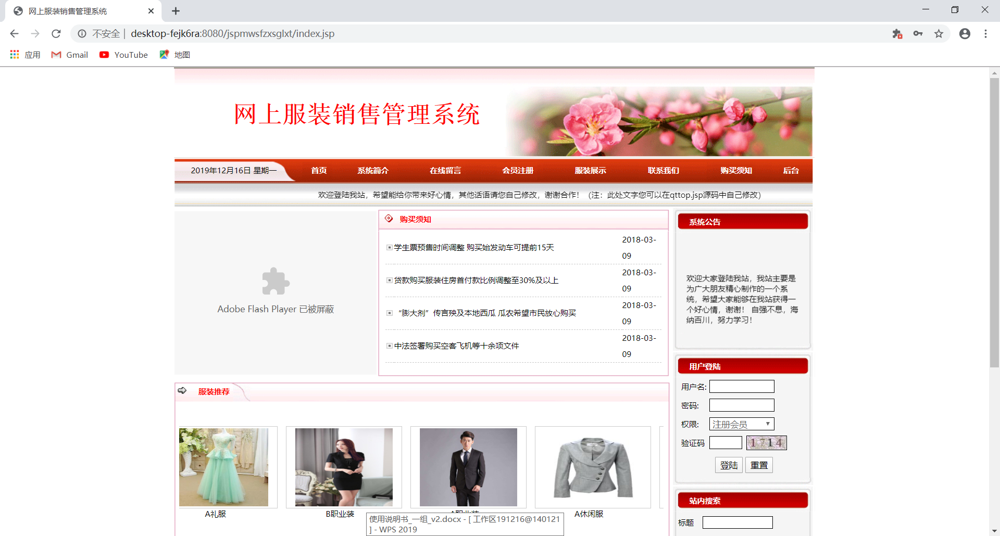 网上服装销售管理系统
不安全 | desktop-fejk6ra:8080/jspmwsfzxsglxt/index.jsp
应用 Gmail YouTube 地图
网上服装销售管理系统
2019年12月16日 星期一 首页 系统简介 在线留言 会员注册 服装展示 联系我们 购买须知 后台
欢迎登陆我站，希望能给你带来好心情，其他话语请您自己修改，谢谢合作！（注：此处文字您可以在qttop.jsp源码中自己修改）
Adobe Flash Player 已被屏蔽
购买须知
学生票预售时间调整 购买始发动车可提前15天
2018-03-
09
贷款购买服装住房首付款比例调整至30%及以上
2018-03-
09
“膨大剂”传言殃及本地西瓜 瓜农希望市民放心购买
2018-03-
09
中法签署购买空客飞机等十余项文件
2018-03-
09
系统公告
欢迎大家登陆我站，我站主要是
为广大朋友精心制作的一个系
统，希望大家能够在我站获得一
个好心情，谢谢！ 自强不息，海
纳百川，努力学习！
用户登陆
用户名:
密码:
权限: 注册会员
验证码 1714
登陆 重置
服装推荐
A礼服 B职业装 A职业装 A休闲服
站内搜索
标题
使用说明书_一组_v2.docx - [ 工作区191216@140121
] - WPS 2019